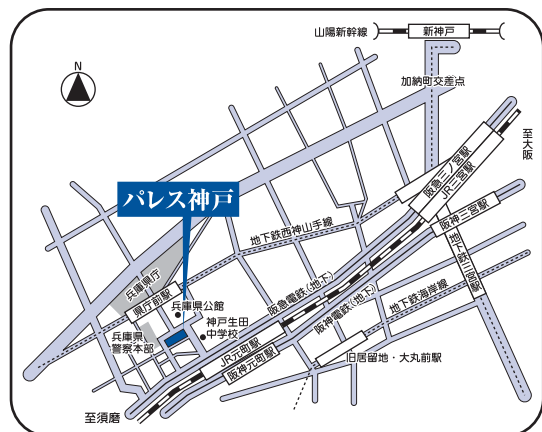 山陽新幹線
新神戸
N
加納町交差点
至大阪
阪急三ノ宮駅
JR三宮駅
阪神三宮駅
パレス神戸
地下鉄西神山手線
地下鉄三宮駅
兵庫県庁
県庁前駅
兵庫県公館
阪急電鉄(地下)
地下鉄海岸線
阪神電鉄(地下)
神戸生田
中学校
兵庫県
警察本部
JR元町駅
阪神元町駅
旧居留地・大丸前駅
至須磨